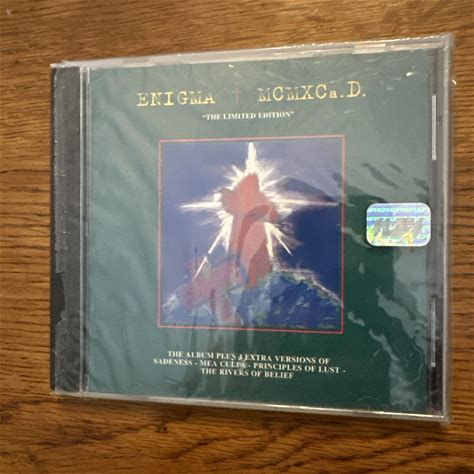 ENIGMA † MCMXCa.D.
"THE LIMITED EDITION"
THE ALBUM PLUS 4 EXTRA VERSIONS OF
SADENESS - MEA CULPA - PRINCIPLES OF LUST -
THE RIVERS OF BELIEF